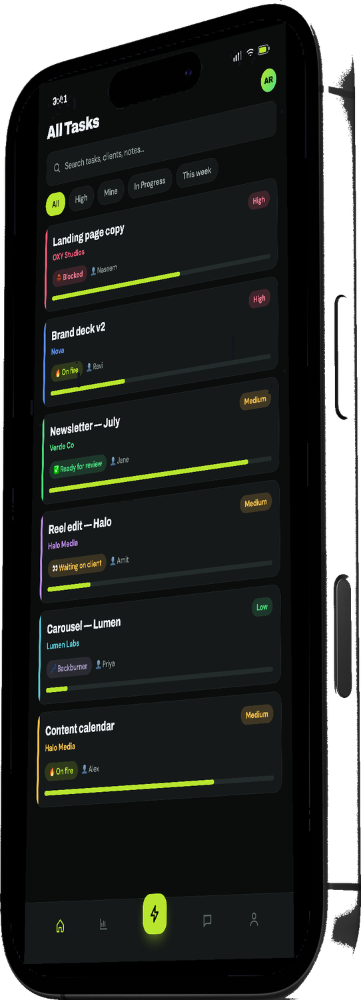 3:41
AR
All Tasks
Search tasks, clients, notes...
All High Mine In Progress This week
Landing page copy High
OXY Studios
Blocked Naseem
Brand deck v2 High
Nova
🔥 On fire Ravi
Newsletter — July Medium
Verde Co
✅ Ready for review Jane
Reel edit — Halo Medium
Halo Media
👀 Waiting on client Amit
Carousel — Lumen Low
Lumen Labs
Backburner Priya
Content calendar Medium
Halo Media
🔥 On fire Alex